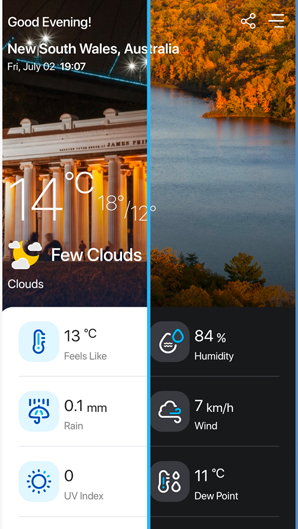 Good Evening!
New South Wales, Australia
Fri, July 02 19:07
JAMES PRI
14°C
18°/12°
Few Clouds
Clouds
13 °C
Feels Like
84 %
Humidity
0.1 mm
Rain
7 km/h
Wind
0
UV Index
11 °C
Dew Point